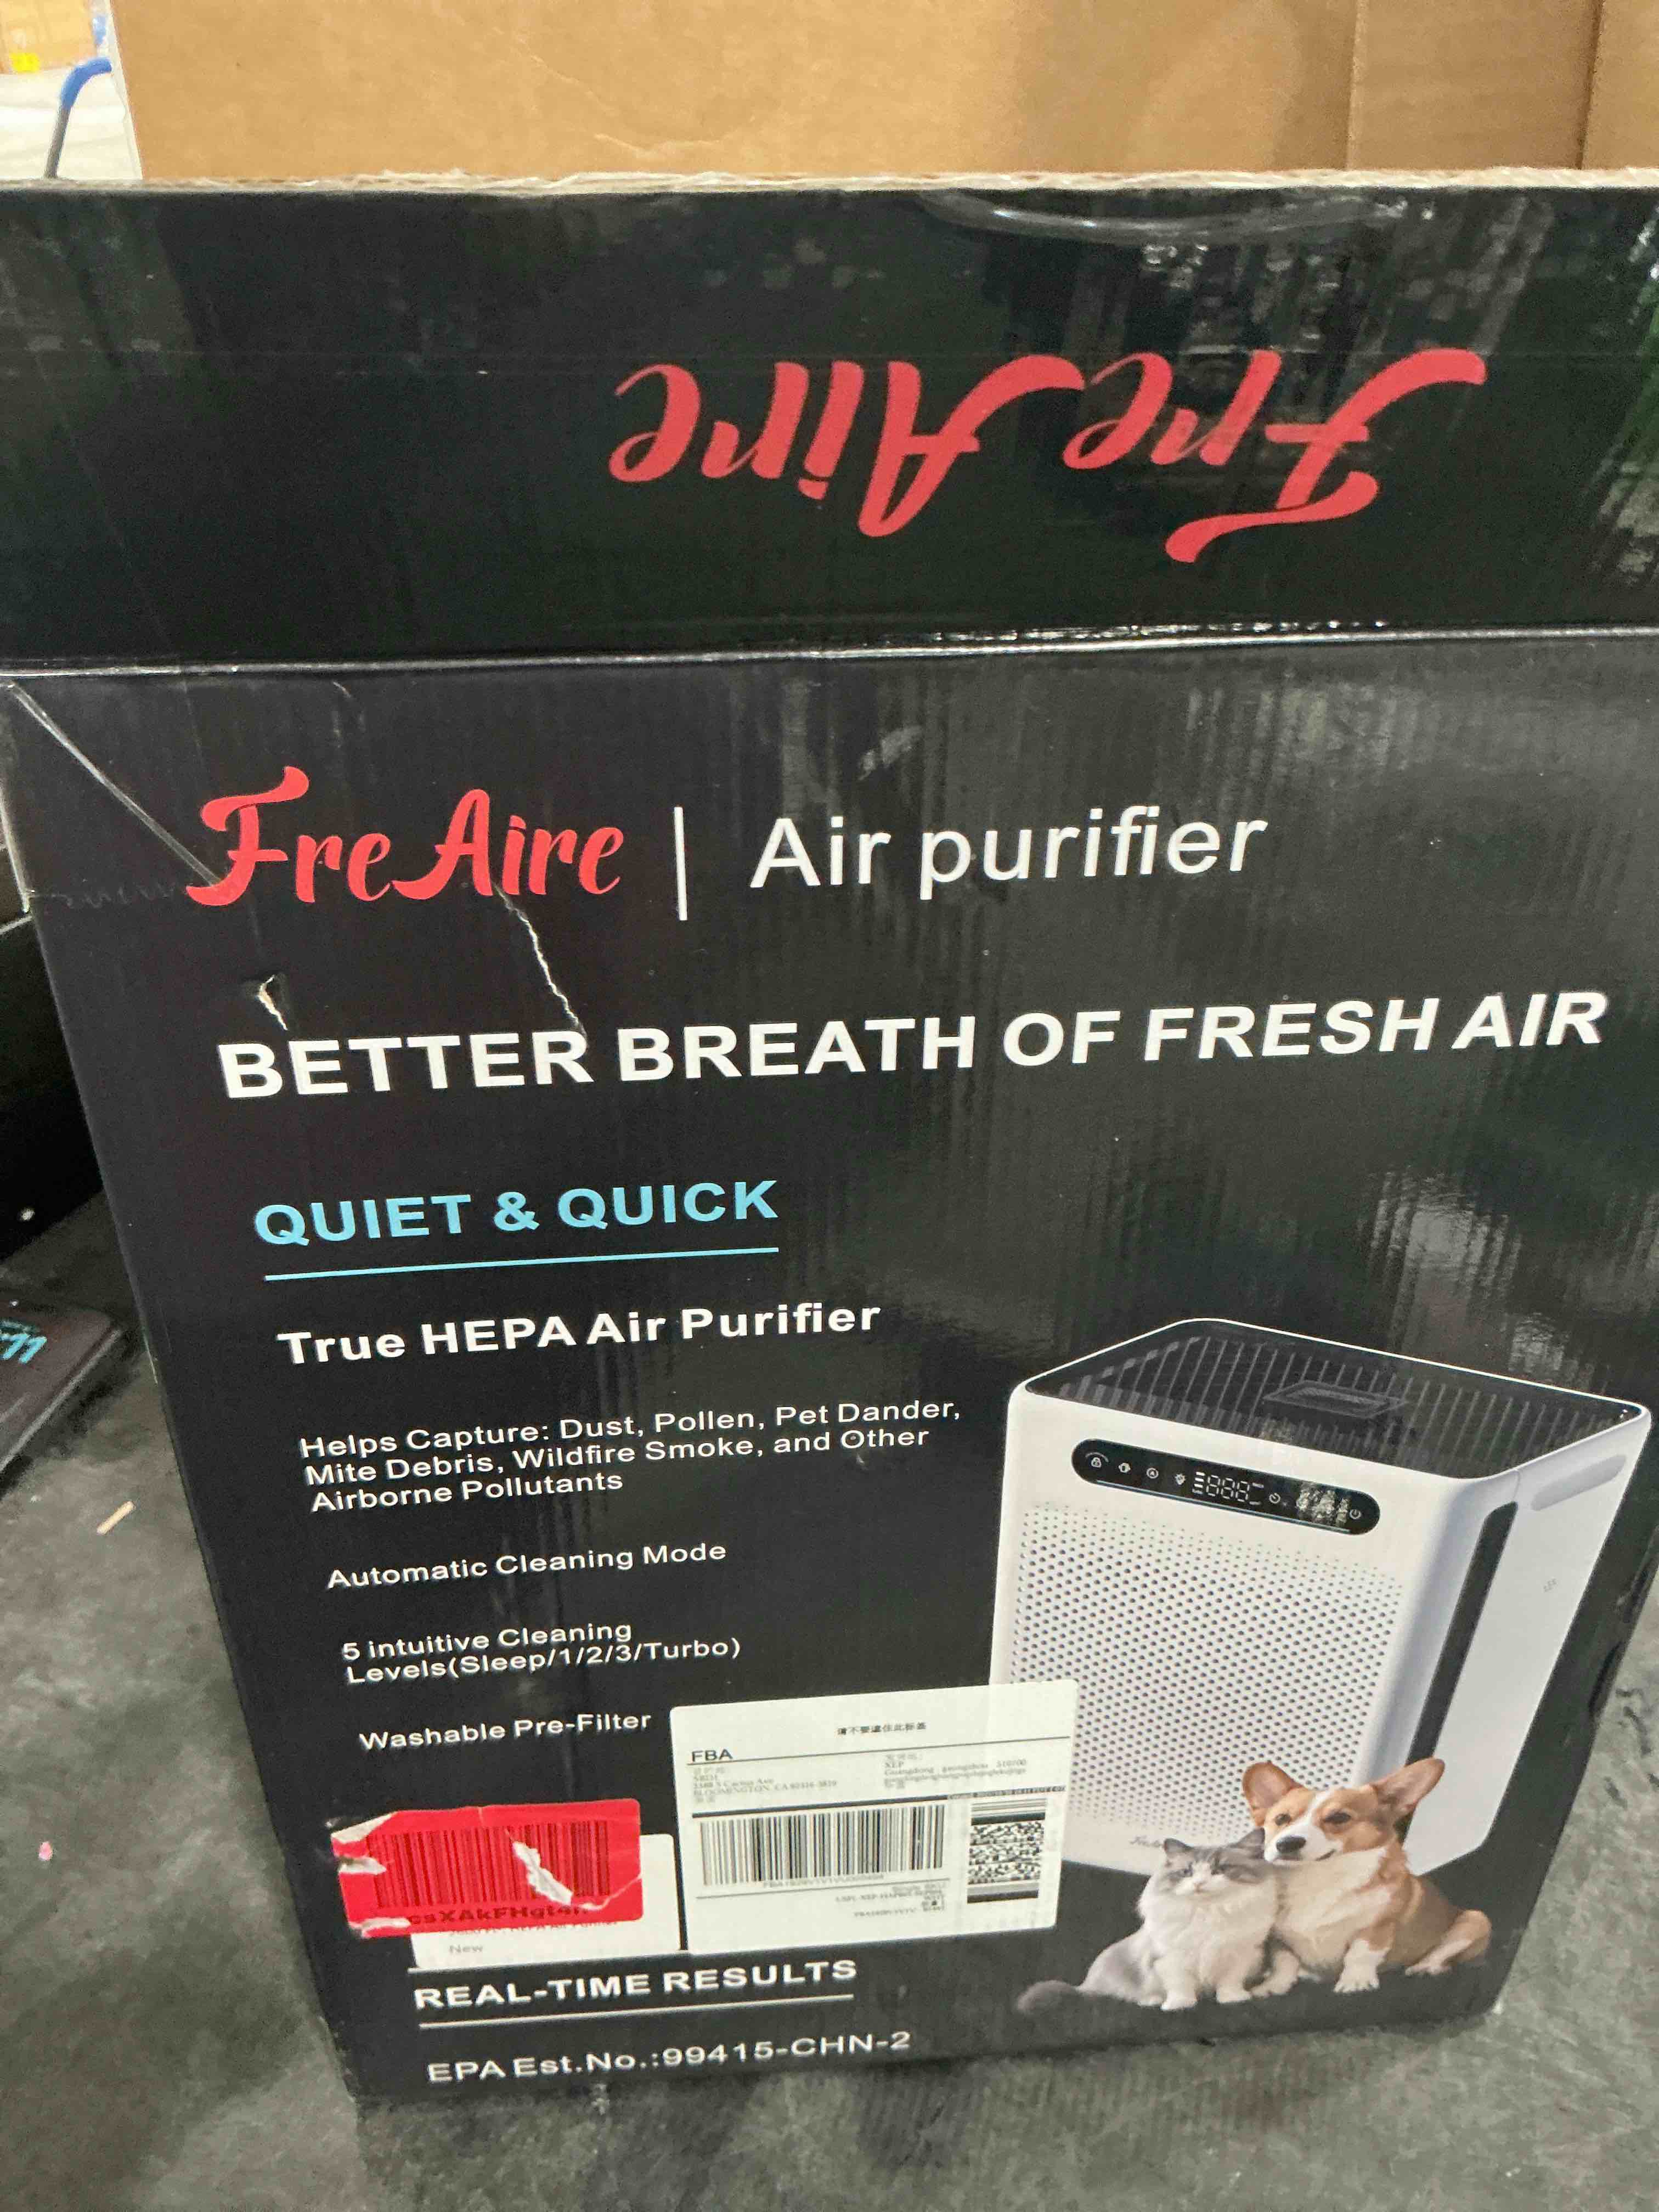 FreAire
FreAire | Air purifier
BETTER BREATH OF FRESH AIR
QUIET & QUICK
True HEPA Air Purifier
Helps Capture: Dust, Pollen, Pet Dander,
Mite Debris, Wildfire Smoke, and Other
Airborne Pollutants
Automatic Cleaning Mode
5 intuitive Cleaning
Levels(Sleep/1/2/3/Turbo)
Washable Pre-Filter
FBA
New
REAL-TIME RESULTS
EPA Est.No.:99415-CHN-2